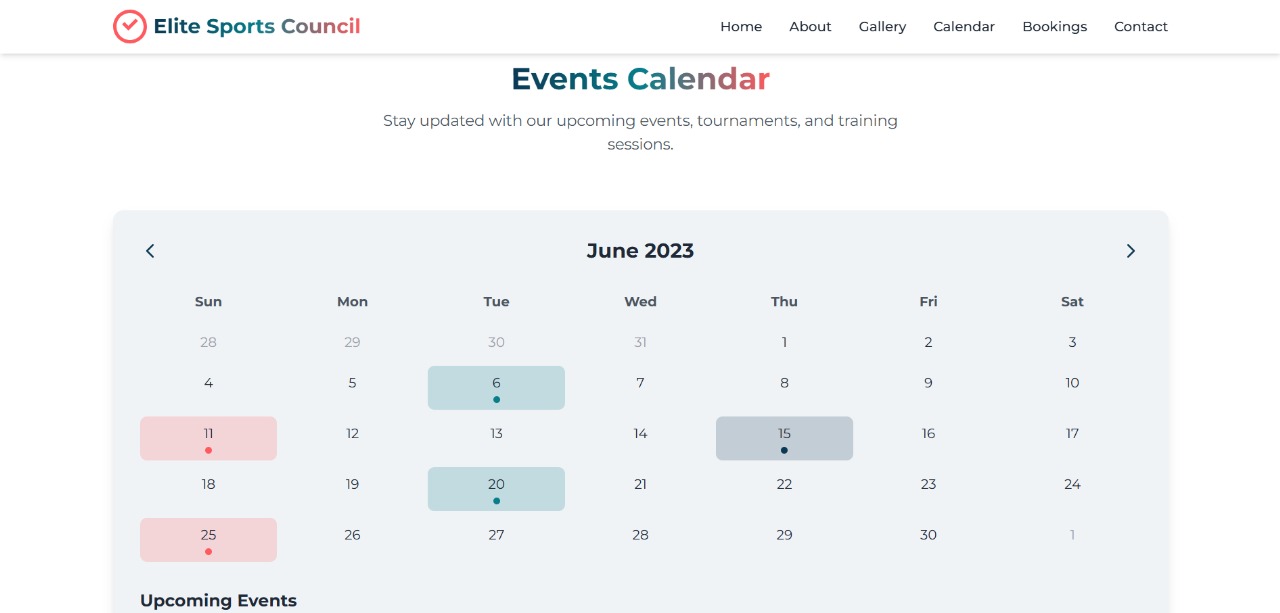 Elite Sports Council Home About Gallery Calendar Bookings Contact
Events Calendar
Stay updated with our upcoming events, tournaments, and training
sessions.
June 2023
Sun Mon Tue Wed Thu Fri Sat
28 29 30 31 1 2 3
4 5 6 7 8 9 10
11 12 13 14 15 16 17
18 19 20 21 22 23 24
25 26 27 28 29 30 1
Upcoming Events